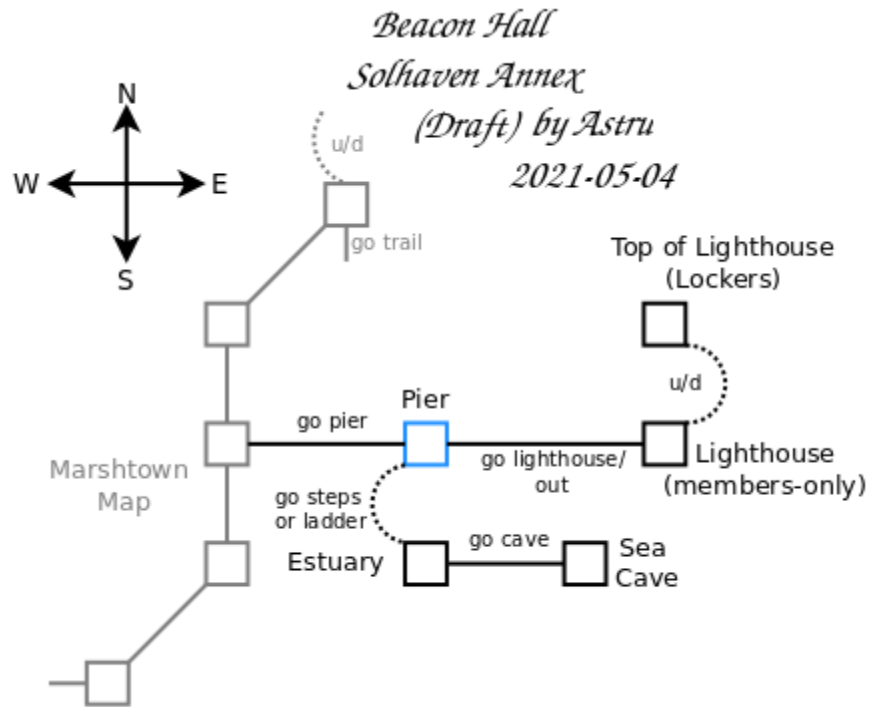 Beacon Hall
Solhaven Annex
(Draft) by Astru
2021-05-04
N
W
E
S
u/d
go trail
Top of Lighthouse
(Lockers)
u/d
Pier
go pier
go lighthouse/
out
Lighthouse
(members-only)
Marshtown
Map
go steps
or ladder
Estuary
go cave
Sea
Cave